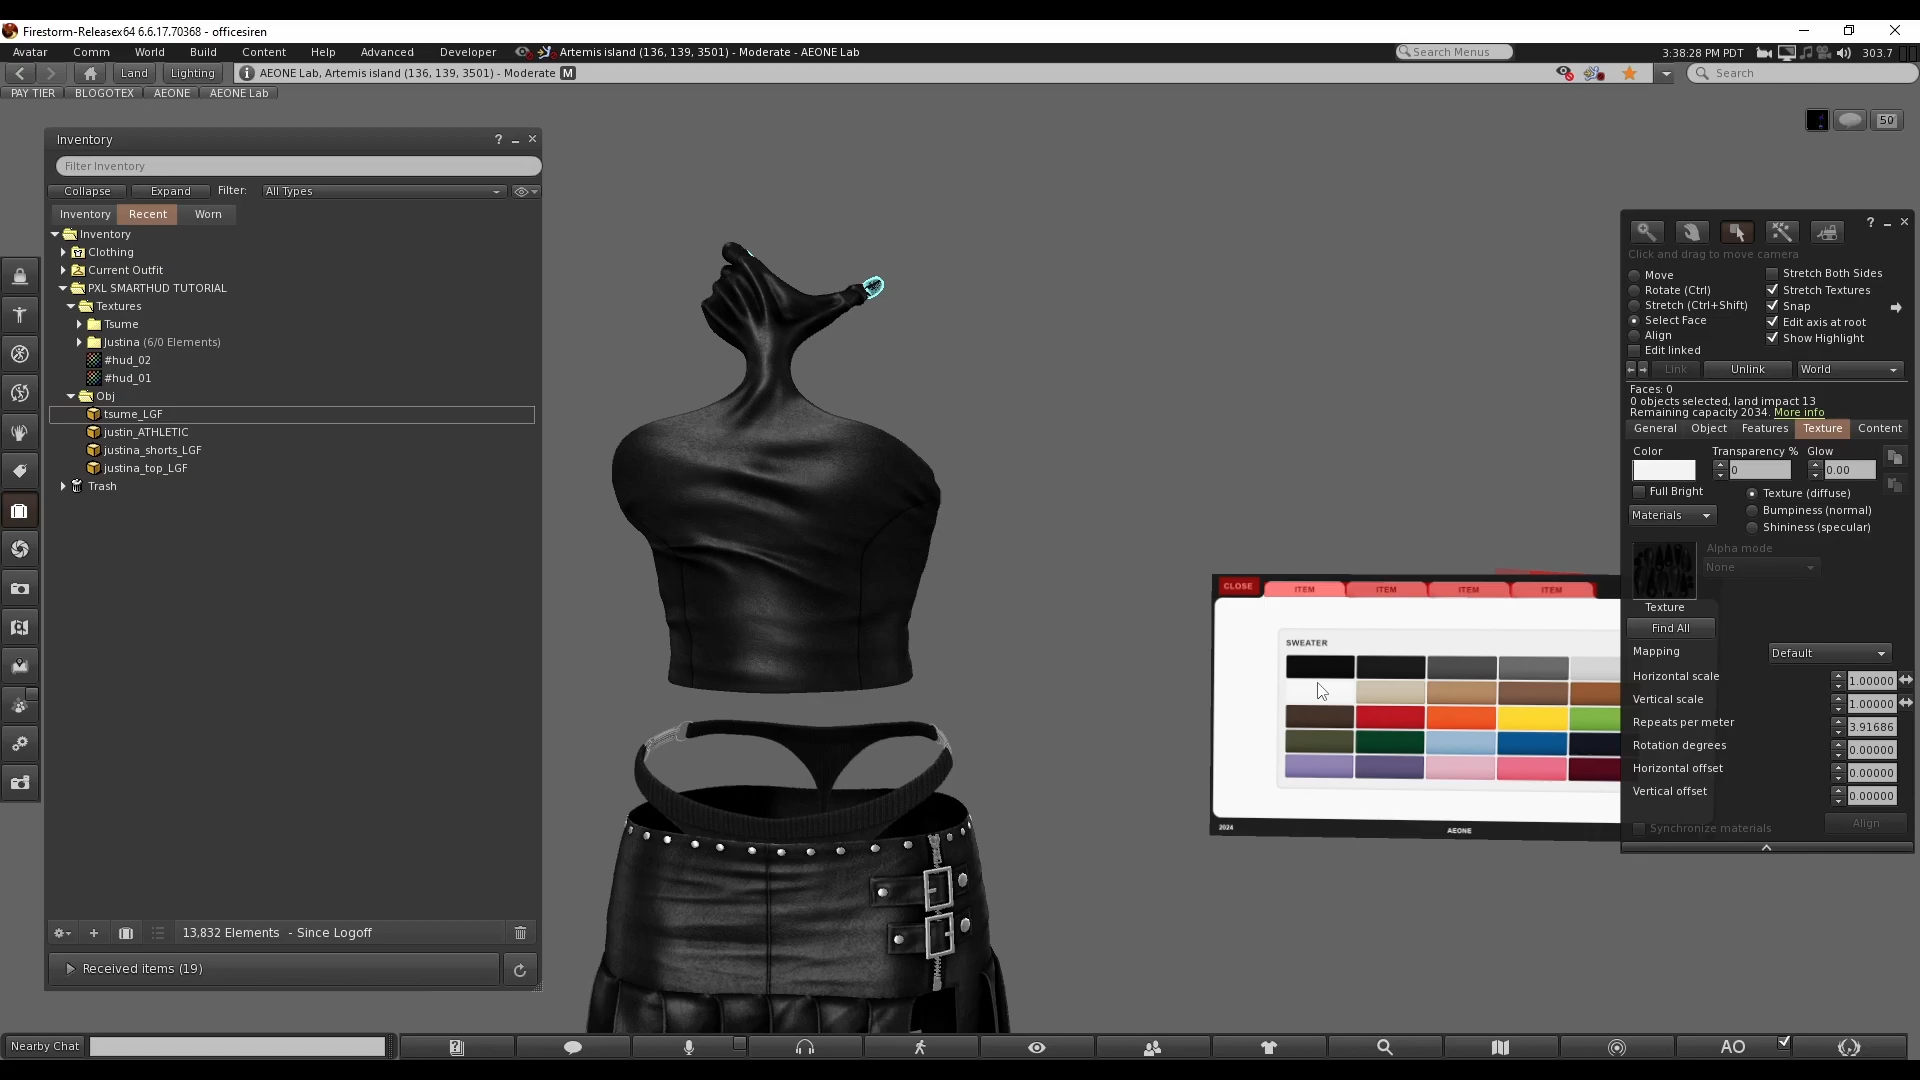 Firestorm-Releasex64 6.6.17.70368 - officesiren
Avatar Comm World Build Content Help Advanced Developer Artemis island (136, 139, 3501) - Moderate - AEONE Lab Search Menus 3:38:28 PM PDT 303.7
Land Lighting AEONE Lab, Artemis island (136, 139, 3501) - Moderate M Search
PAY TIER BLOGOTEX AEONE AEONE Lab
50
Inventory ?
Filter Inventory
Collapse Expand Filter: All Types
Inventory Recent Worn
Inventory
Clothing
Current Outfit
PXL SMARTHUD TUTORIAL
Textures
Tsume
Justina (6/0 Elements)
#hud_02
#hud_01
Obj
tsume_LGF
justin_ATHLETIC
justina_shorts_LGF
justina_top_LGF
Trash
13,832 Elements - Since Logoff
Received items (19)
CLOSE ITEM ITEM ITEM ITEM
SWEATER
2024 AEONE
?
Click and drag to move camera
Move
Rotate (Ctrl)
Stretch (Ctrl+Shift)
Select Face
Align
Edit linked
Stretch Both Sides
Stretch Textures
Snap
Edit axis at root
Show Highlight
Link Unlink World
Faces: 0
0 objects selected, land impact 13
Remaining capacity 2034. More info
General Object Features Texture Content
Color Transparency % Glow
0 0.00
Full Bright
Texture (diffuse)
Materials
Bumpiness (normal)
Shininess (specular)
Alpha mode
None
Texture
Find All
Mapping Default
Horizontal scale 1.00000
Vertical scale 1.00000
Repeats per meter 3.91686
Rotation degrees 0.00000
Horizontal offset 0.00000
Vertical offset 0.00000
Synchronize materials Align
Nearby Chat AO